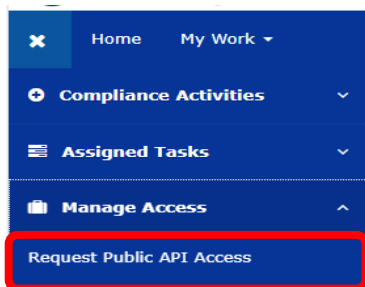 Home My Work
Compliance Activities
Assigned Tasks
Manage Access
Request Public API Access